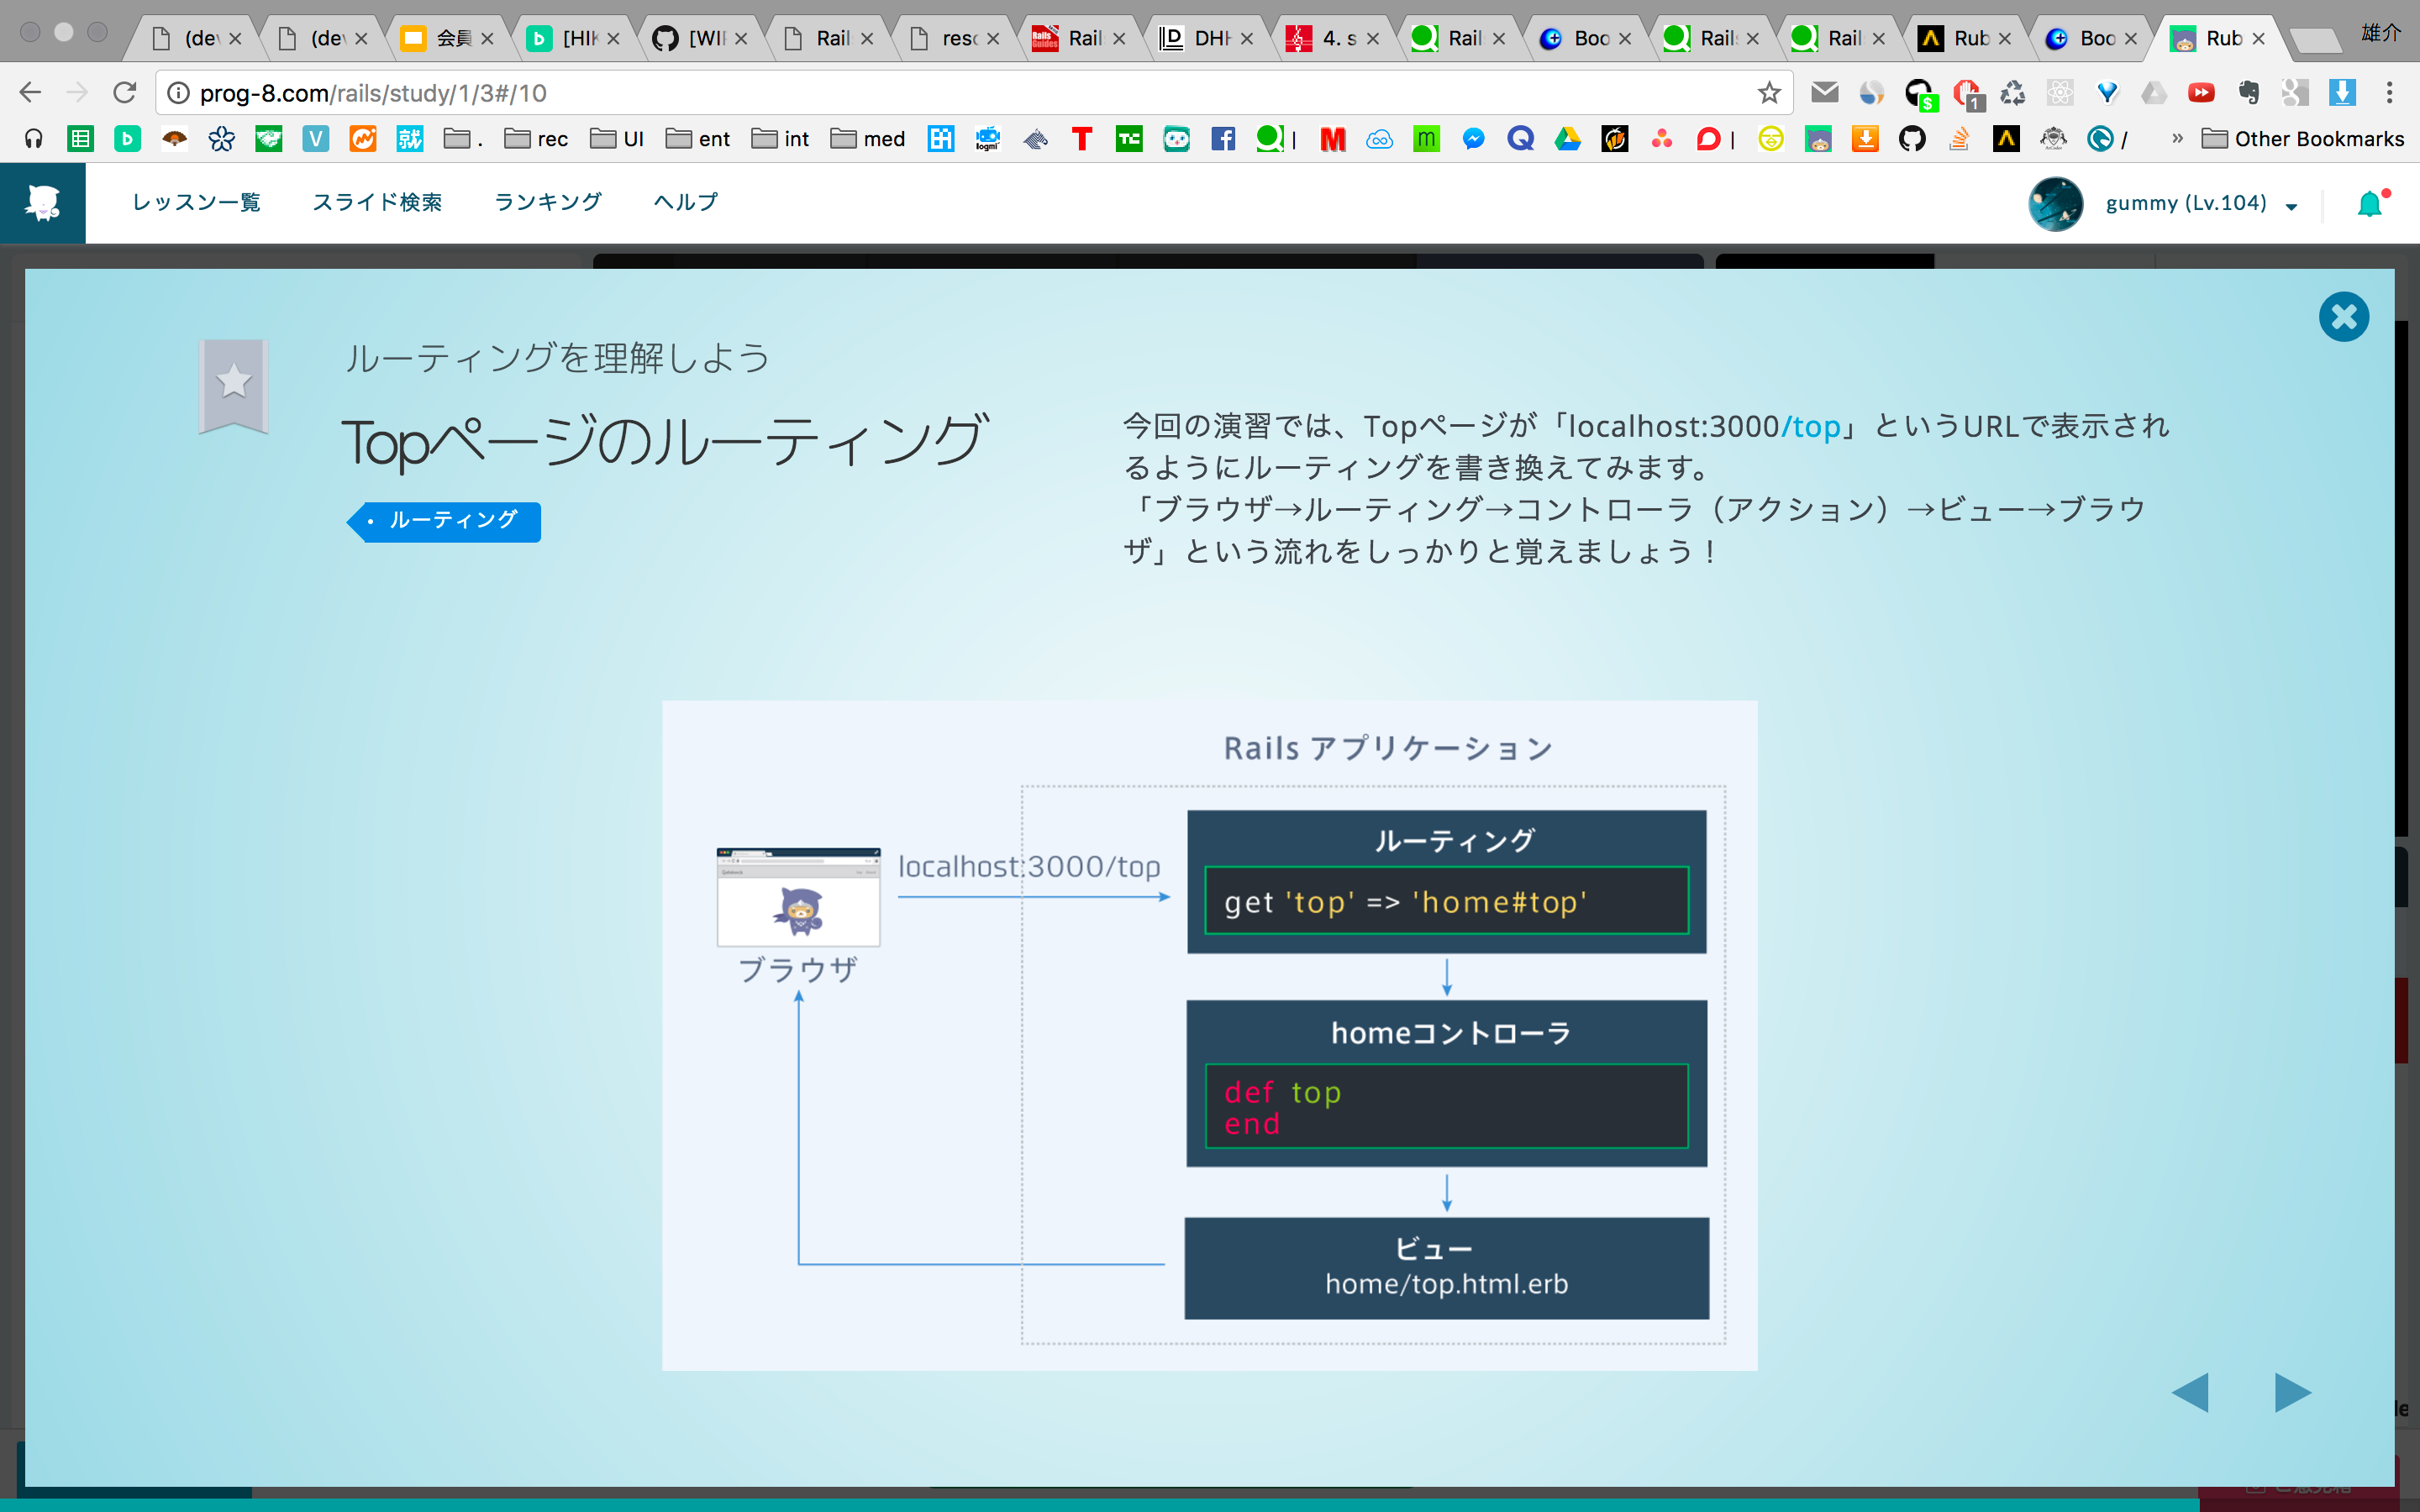 (dev
(dev
会員
[HIK
[WIP
Rail
reso
Rail
DHH
4. s
Rail
Boo
Rail
Rail
Rub
Boo
Rub
雄介
prog-8.com/rails/study/1/3#/10
.
rec
UI
ent
int
med
|
|
/
» Other Bookmarks
レッスン一覧
スライド検索
ランキング
ヘルプ
gummy (Lv.104)
ルーティングを理解しよう
Topページのルーティング
• ルーティング
今回の演習では、Topページが「localhost:3000/top」というURLで表示され
るようにルーティングを書き換えてみます。
「ブラウザ→ルーティング→コントローラ（アクション）→ビュー→ブラウ
ザ」という流れをしっかりと覚えましょう！
Rails アプリケーション
localhost:3000/top
ブラウザ
ルーティング
get 'top' => 'home#top'
homeコントローラ
def top
end
ビュー
home/top.html.erb